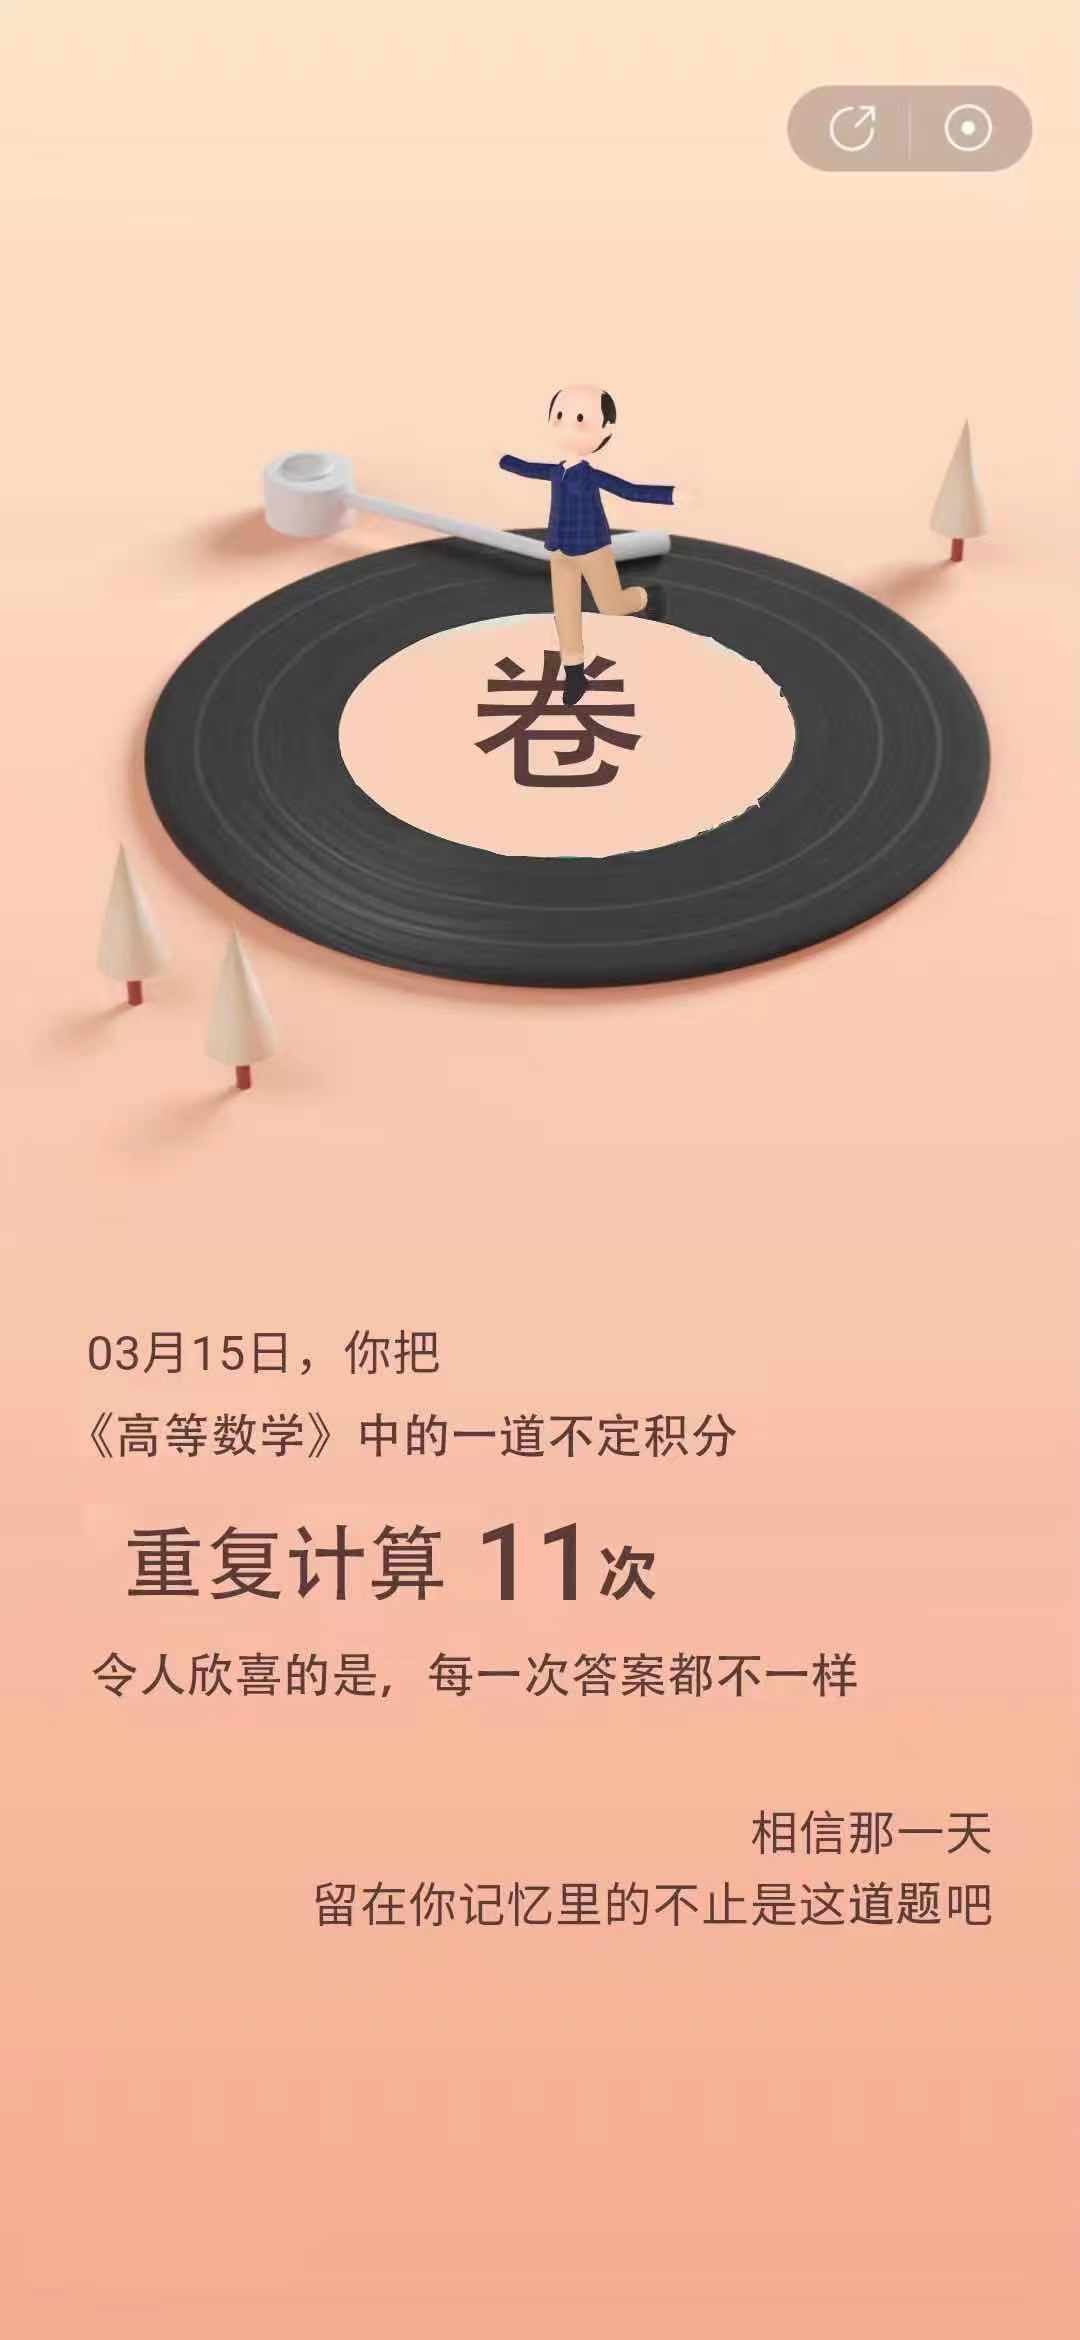 卷
03月15日，你把
《高等数学》中的一道不定积分
重复计算 11次
令人欣喜的是，每一次答案都不一样
相信那一天
留在你记忆里的不止是这道题吧